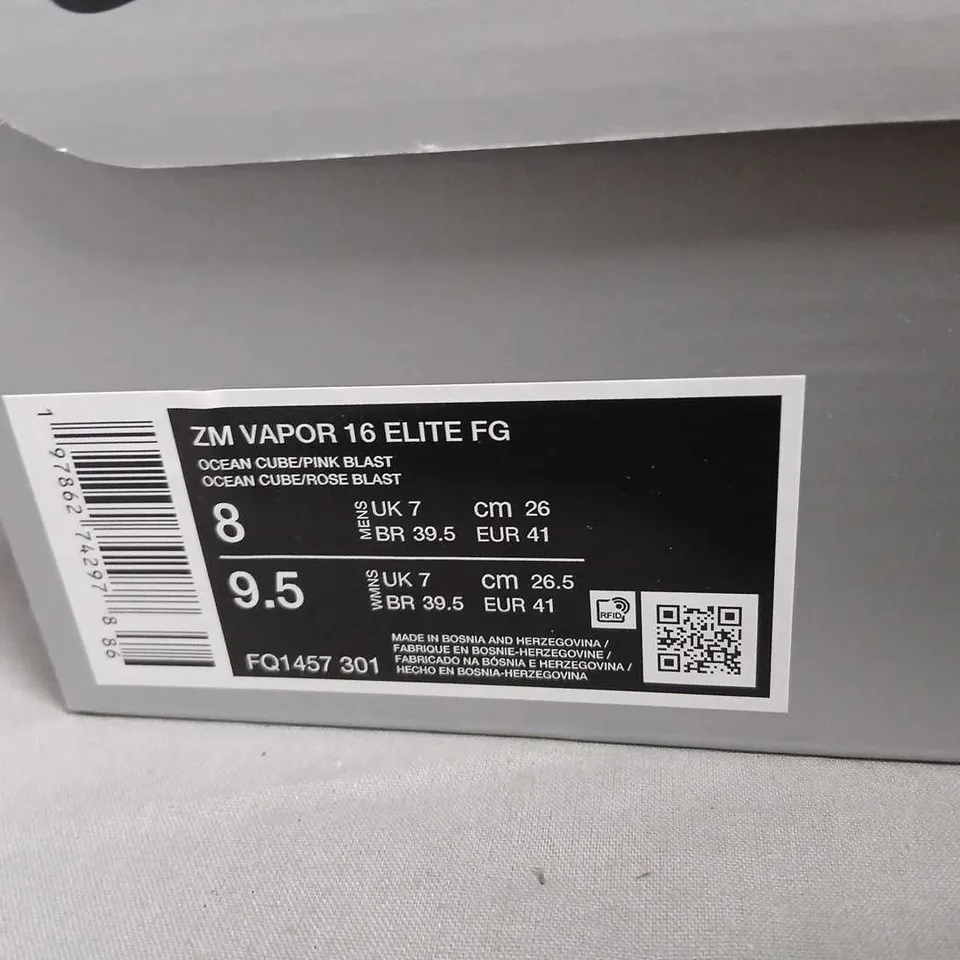 ZM VAPOR 16 ELITE FG
OCEAN CUBE/PINK BLAST
OCEAN CUBE/ROSE BLAST
8 MENS UK 7 cm 26
BR 39.5 EUR 41
9.5 WMNS UK 7 cm 26.5
BR 39.5 EUR 41
RFID
FQ1457 301
MADE IN BOSNIA AND HERZEGOVINA /
FABRIQUE EN BOSNIE-HERZEGOVINE /
FABRICADO NA BÓSNIA E HERZEGOVINA /
HECHO EN BOSNIA-HERZEGOVINA
1 97862 74297 8 86